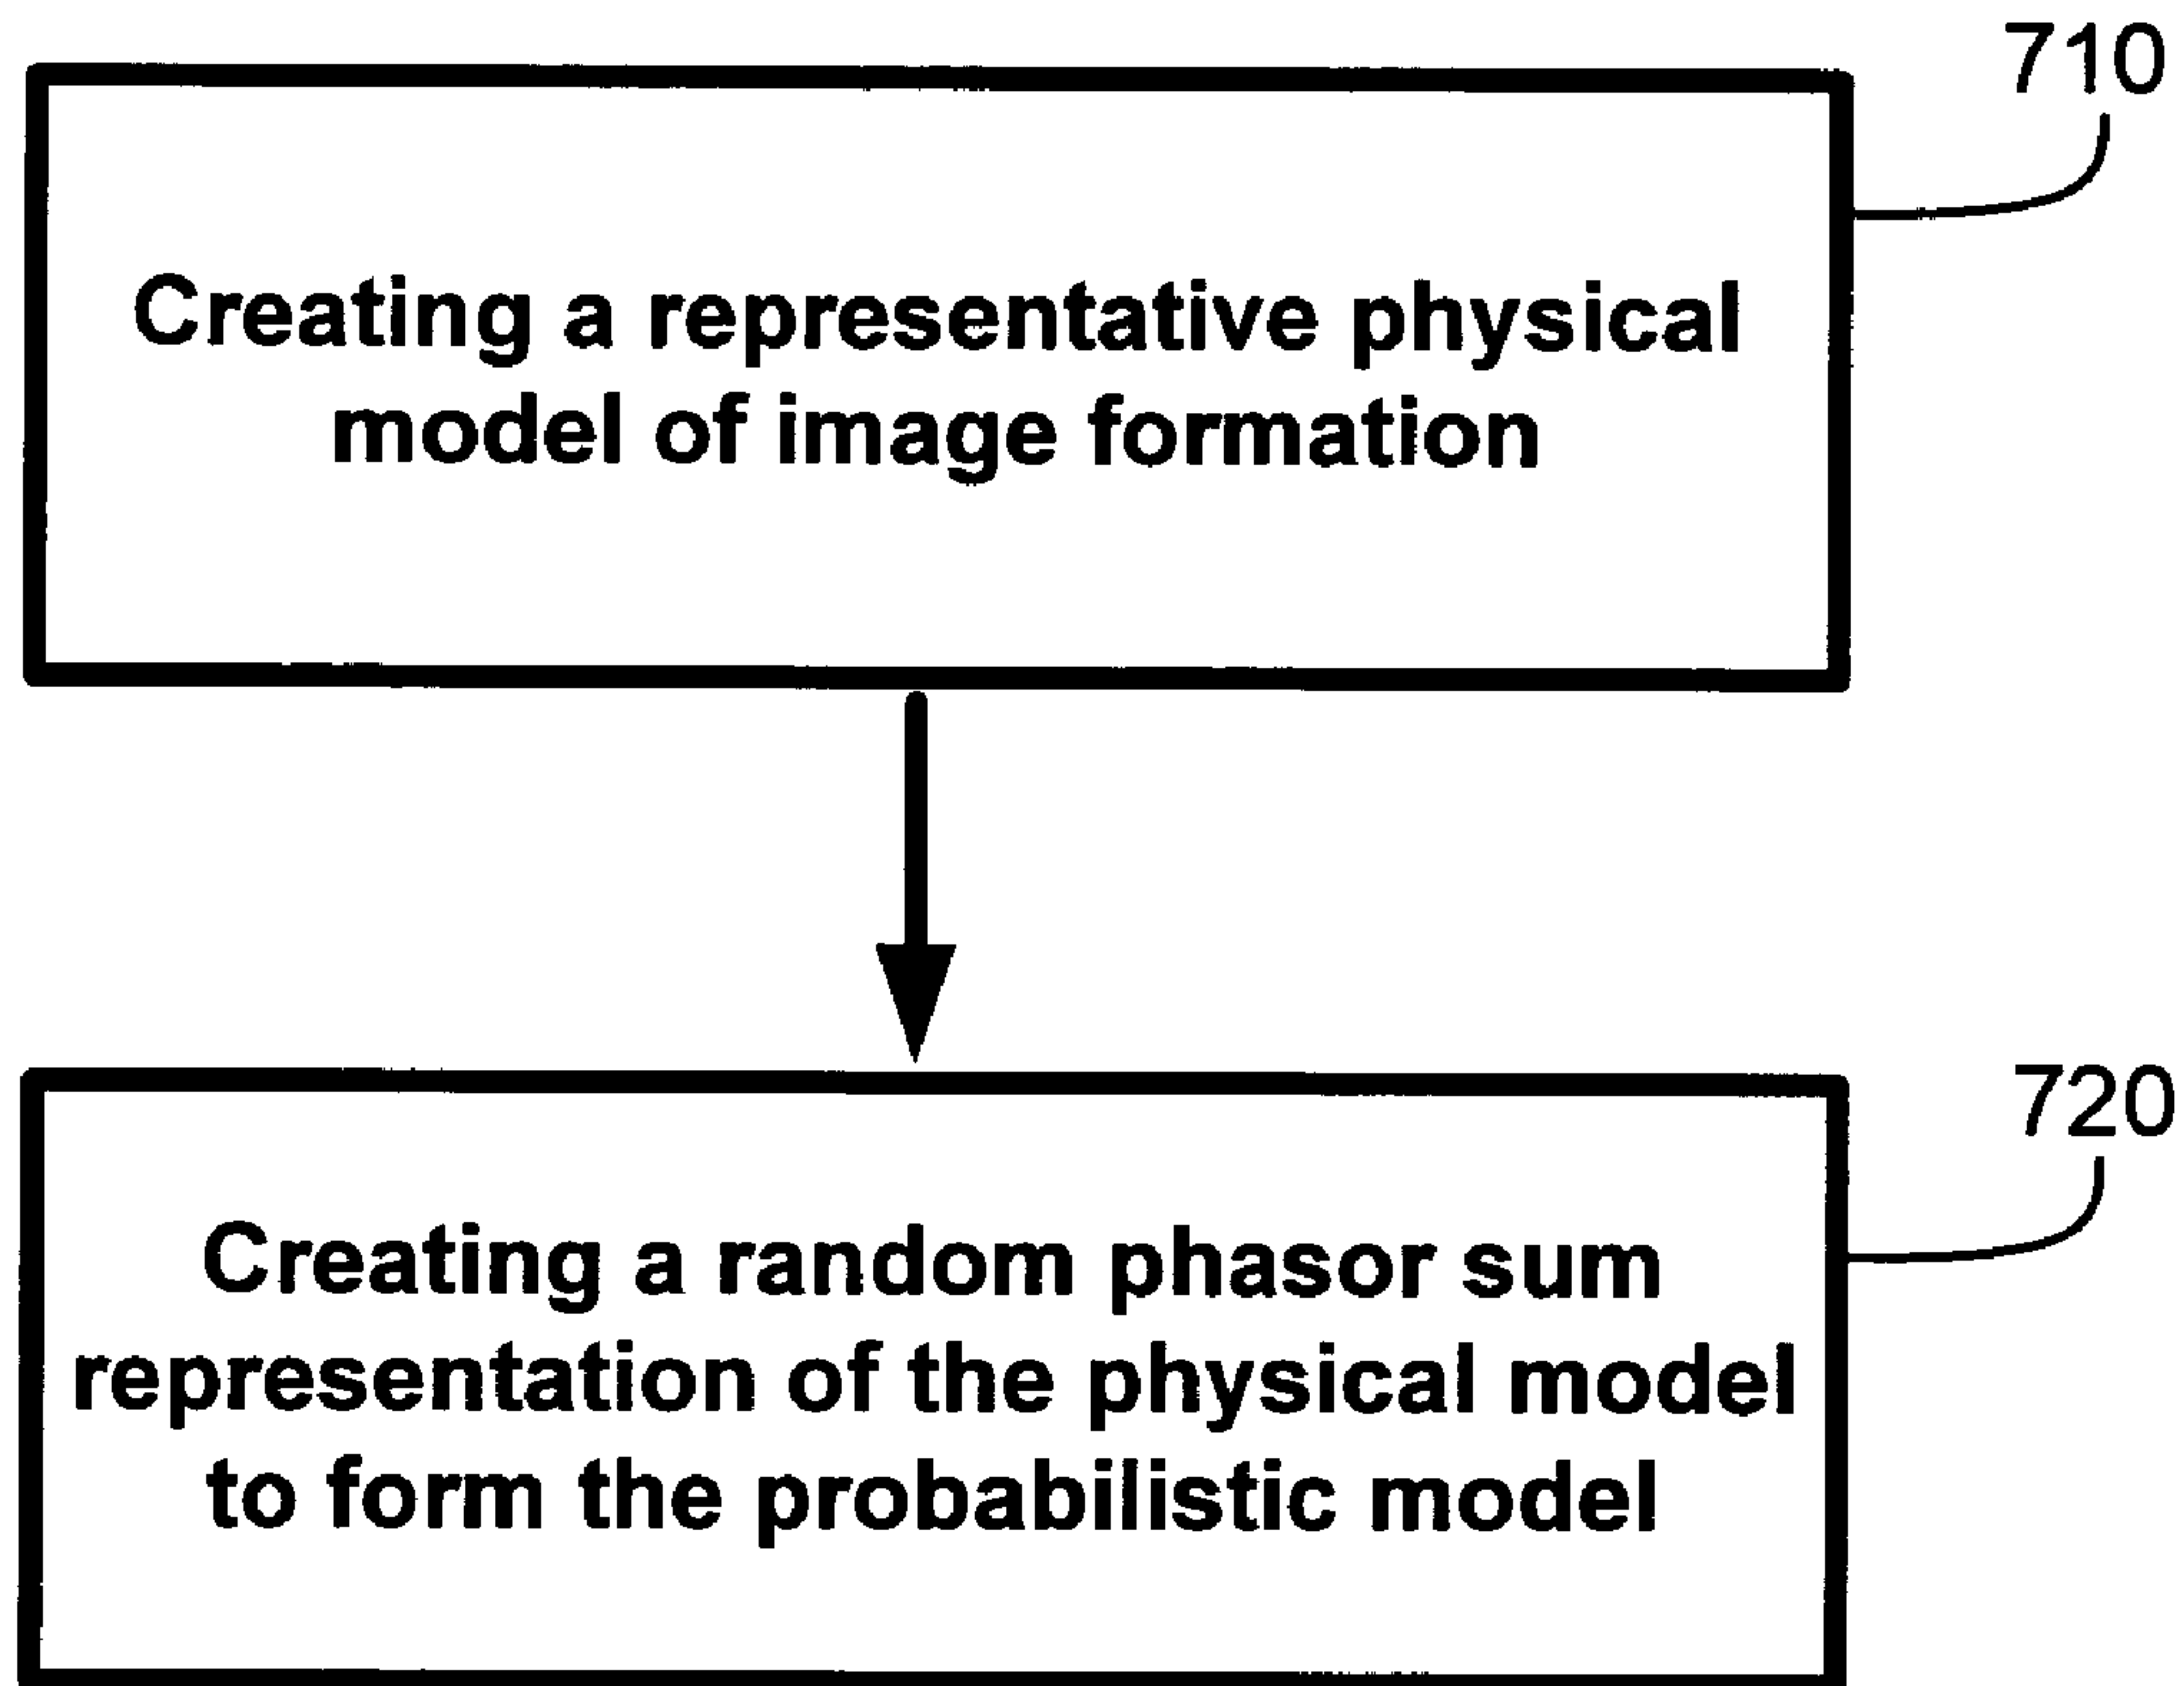 710
Creating a representative physical
model of image formation
720
Creating a random phasor sum
representation of the physical model
to form the probabilistic model